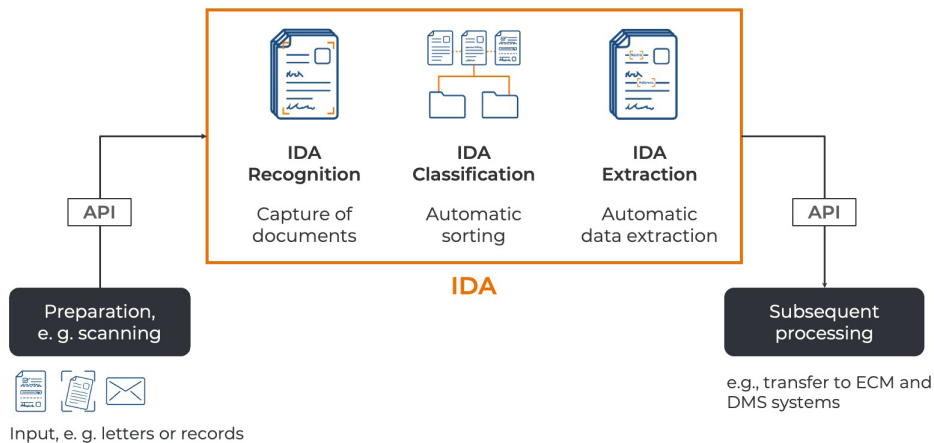 IDA
Recognition
Capture of
documents
IDA
Classification
Automatic
sorting
IDA
Extraction
Automatic
data extraction
IDA
API
API
Preparation,
e. g. scanning
Input, e. g. letters or records
Subsequent
processing
e.g., transfer to ECM and
DMS systems